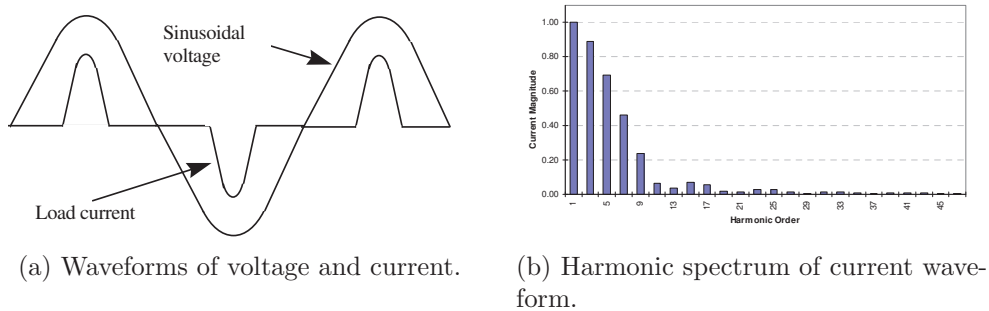 Sinusoidal
voltage
Load current
(a) Waveforms of voltage and current.
1.00
0.80
0.60
0.40
0.20
0.00
Current Magnitude
1
5
9
13
17
21
25
29
33
37
41
45
Harmonic Order
(b) Harmonic spectrum of current wave-
form.